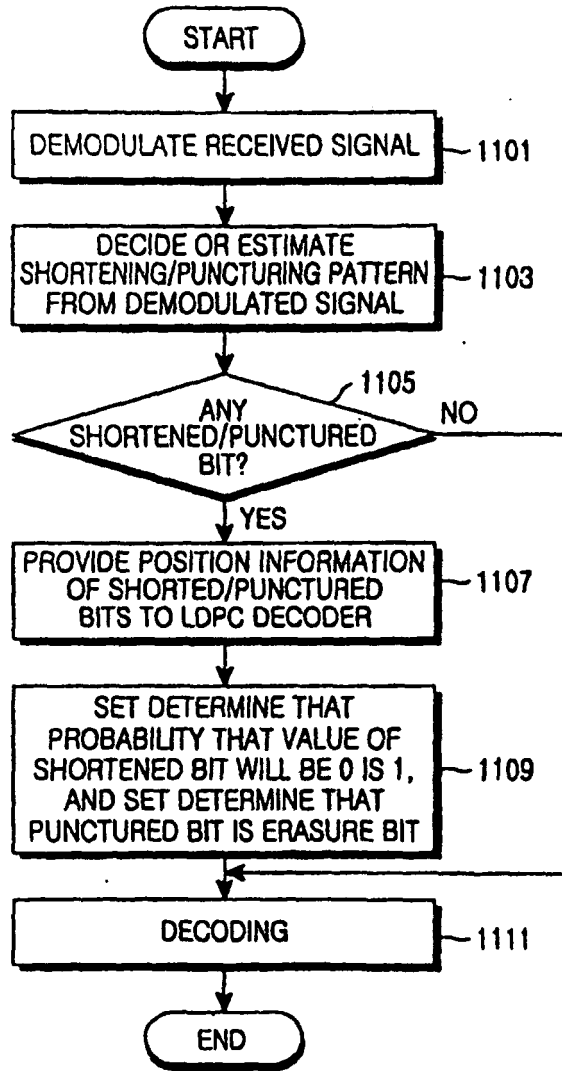 START
DEMODULATE RECEIVED SIGNAL
1101
DECIDE OR ESTIMATE
SHORTENING/PUNCTURING PATTERN
FROM DEMODULATED SIGNAL
1103
1105
ANY
SHORTENED/PUNCTURED
BIT?
NO
YES
PROVIDE POSITION INFORMATION
OF SHORTED/PUNCTURED
BITS TO LDPC DECODER
1107
SET DETERMINE THAT
PROBABILITY THAT VALUE OF
SHORTENED BIT WILL BE 0 IS 1,
AND SET DETERMINE THAT
PUNCTURED BIT IS ERASURE BIT
1109
DECODING
1111
END